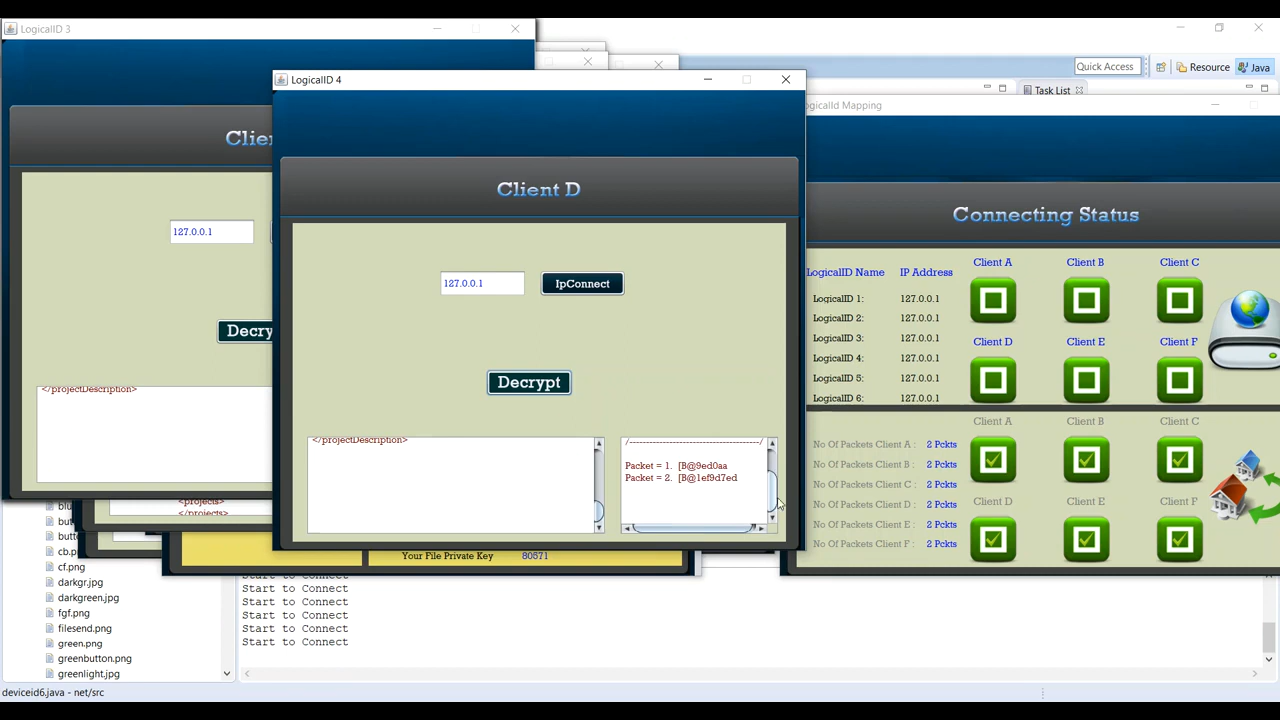 LogicalID 3
Quick Access
Resource
Java
LogicalID 4
Task List
LogicalId Mapping
Client D
Connecting Status
127.0.0.1
127.0.0.1
IpConnect
LogicalID Name
IP Address
Client A
Client B
Client C
LogicalID 1:
127.0.0.1
LogicalID 2:
127.0.0.1
LogicalID 3:
127.0.0.1
Client D
Client E
Client F
LogicalID 4:
127.0.0.1
LogicalID 5:
127.0.0.1
LogicalID 6:
127.0.0.1
Decrypt
</projectDescription>
</projectDescription>
/---------------------------------------/
Packet = 1. [B@9ed0aa
Packet = 2. [B@1ef9d7ed
Client A
Client B
Client C
No Of Packets Client A : 2 Pckts
No Of Packets Client B : 2 Pckts
No Of Packets Client C : 2 Pckts
Client D
Client E
Client F
No Of Packets Client D : 2 Pckts
No Of Packets Client E : 2 Pckts
No Of Packets Client F : 2 Pckts
<projects>
</projects>
cf.png
darkgr.jpg
darkgreen.jpg
fgf.png
filesend.png
green.png
greenbutton.png
greenlight.jpg
Your File Private Key 80571
Start to Connect
Start to Connect
Start to Connect
Start to Connect
Start to Connect
Start to Connect
deviceid6.java - net/src